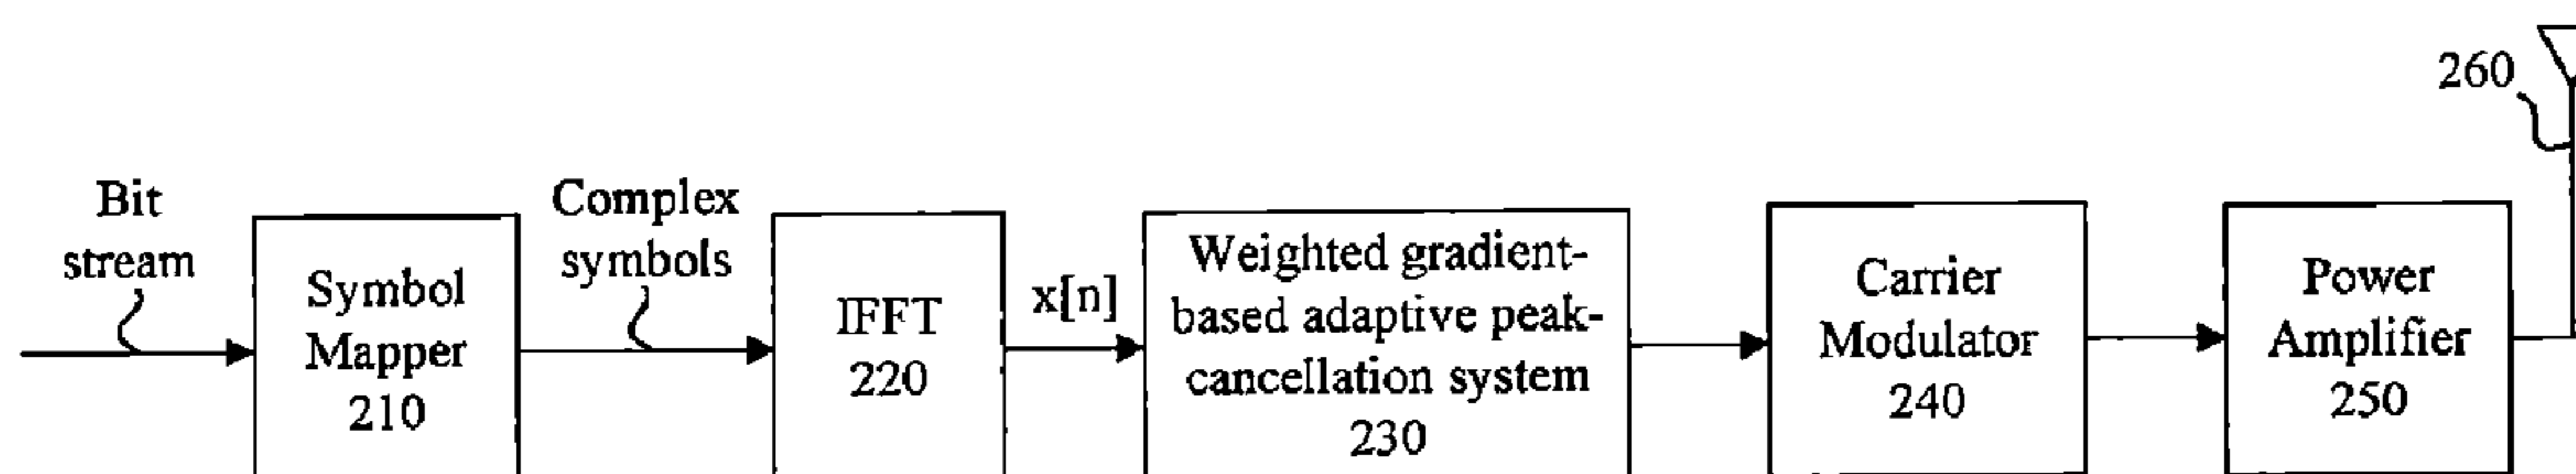 260
Bit
stream
Complex
symbols
Symbol
Mapper
210
IFFT
220
x[n]
Weighted gradient-
based adaptive peak-
cancellation system
230
Carrier
Modulator
240
Power
Amplifier
250